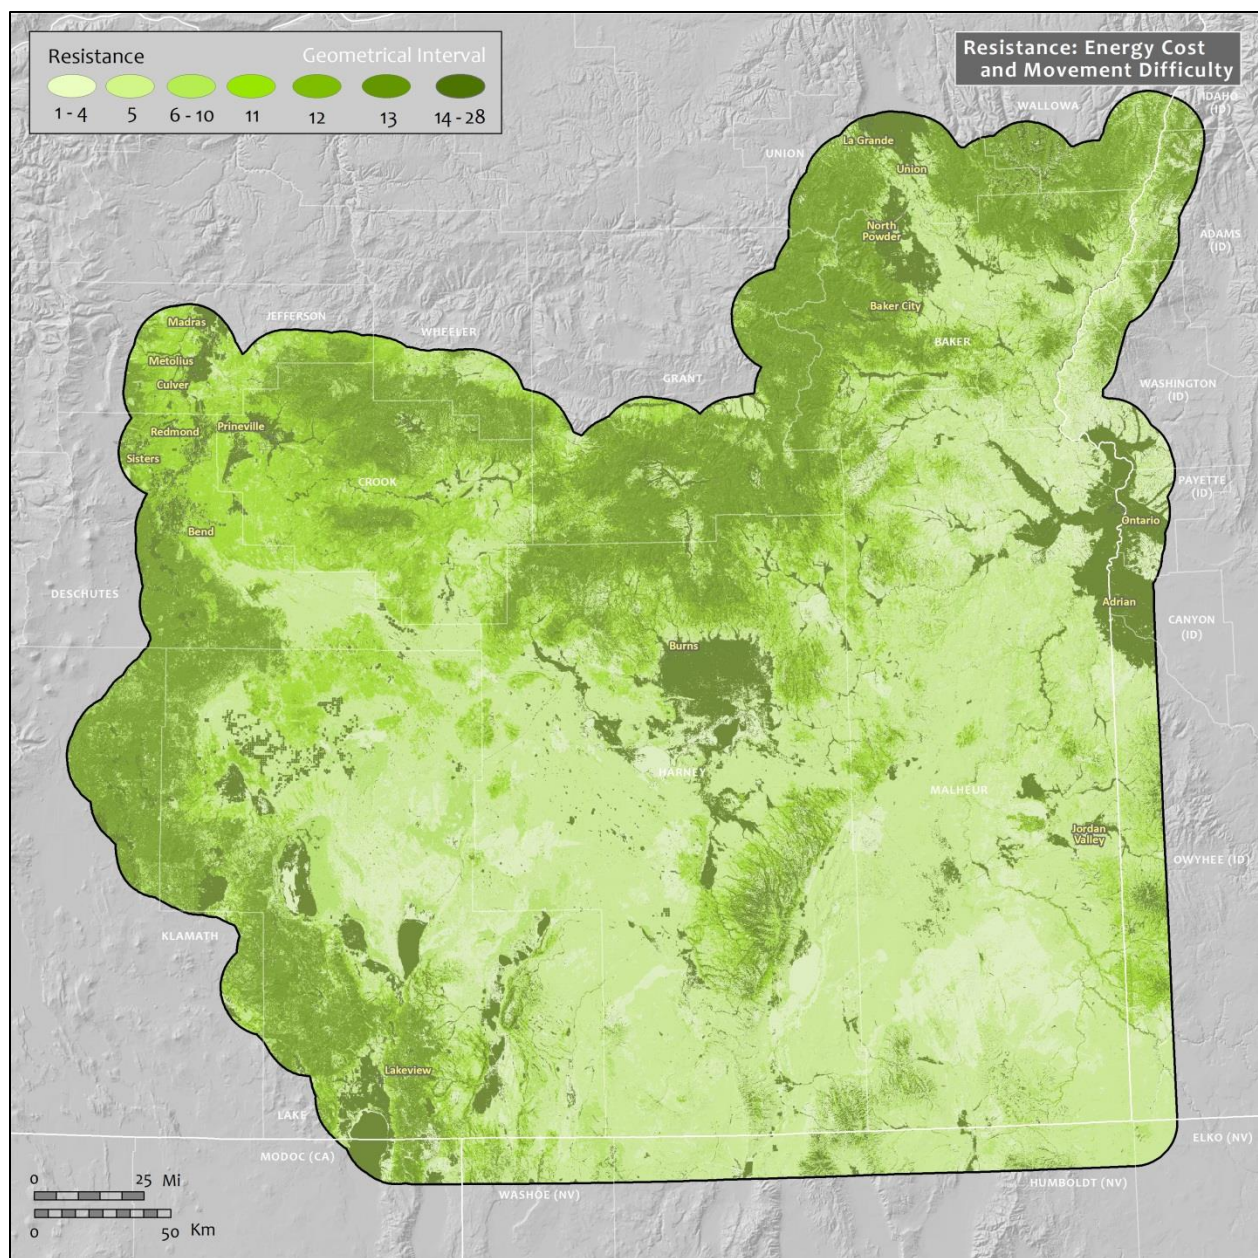 Resistance Geometrical Interval
1 - 4 5 6 - 10 11 12 13 14 - 28
Resistance: Energy Cost
and Movement Difficulty
IDAHO
(ID)
WALLOWA
La Grande
UNION
Union
North
Powder
ADAMS
(ID)
Baker City
Madras
JEFFERSON
WHEELER
BAKER
Metolius
Culver
GRANT
WASHINGTON
(ID)
Redmond
Prineville
Sisters
CROOK
PAYETTE
(ID)
Bend
Ontario
DESCHUTES
Adrian
CANYON
(ID)
Burns
HARNEY
MALHEUR
Jordan
Valley
OWYHEE (ID)
KLAMATH
Lakeview
LAKE
ELKO (NV)
MODOC (CA)
HUMBOLDT (NV)
WASHOE (NV)
0 25 Mi
0 50 Km